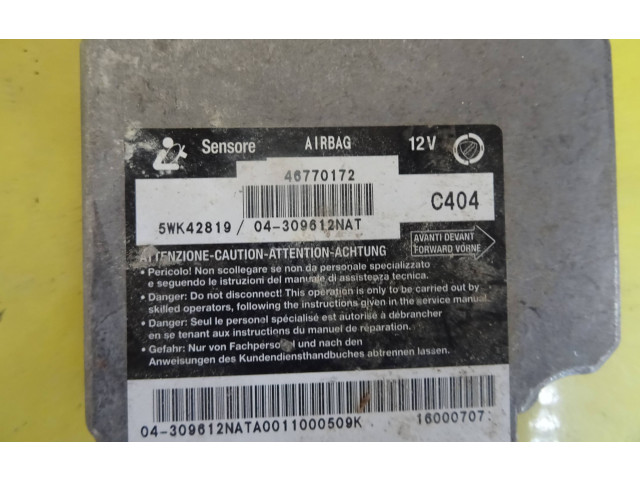 Sensore AIRBAG 12V
46770172
C404
5WK42819 / 04-309612NAT
ATTENZIONE-CAUTION-ATTENTION-ACHTUNG
AVANTI DEVANT
FORWARD VOHNE
• Pericolo! Non scollegare se non da personale specializzato
e seguendo le istruzioni del manuale di assistenza tecnica.
• Danger: Do not disconnect! This operation is only to be carried out by
skilled operators, following the instructions given in the service manual.
• Danger: Seul le personal spécialisé est autorisé à débrancher
en se tenant aux instructions du manuel de réparation.
• Gefahr: Nur von Fachpersonal und nach den
Anweisungen des Kundendiensthandbuches abtrennen lassen.
04-309612NATA0011000509K 16000707